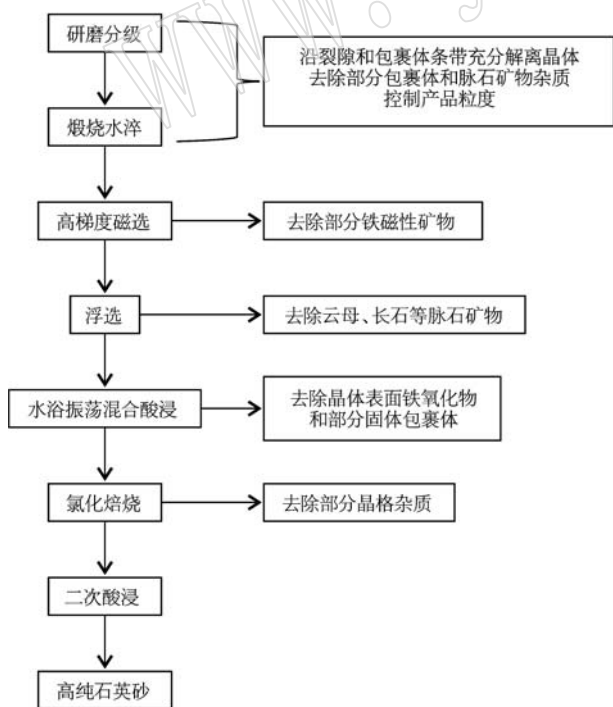 研磨分级
沿裂隙和包裹体条带充分解离晶体
去除部分包裹体和脉石矿物杂质
控制产品粒度
煅烧水淬
高梯度磁选
去除部分铁磁性矿物
浮选
去除云母、长石等脉石矿物
水浴振荡混合酸浸
去除晶体表面铁氧化物
和部分固体包裹体
氯化焙烧
去除部分晶格杂质
二次酸浸
高纯石英砂